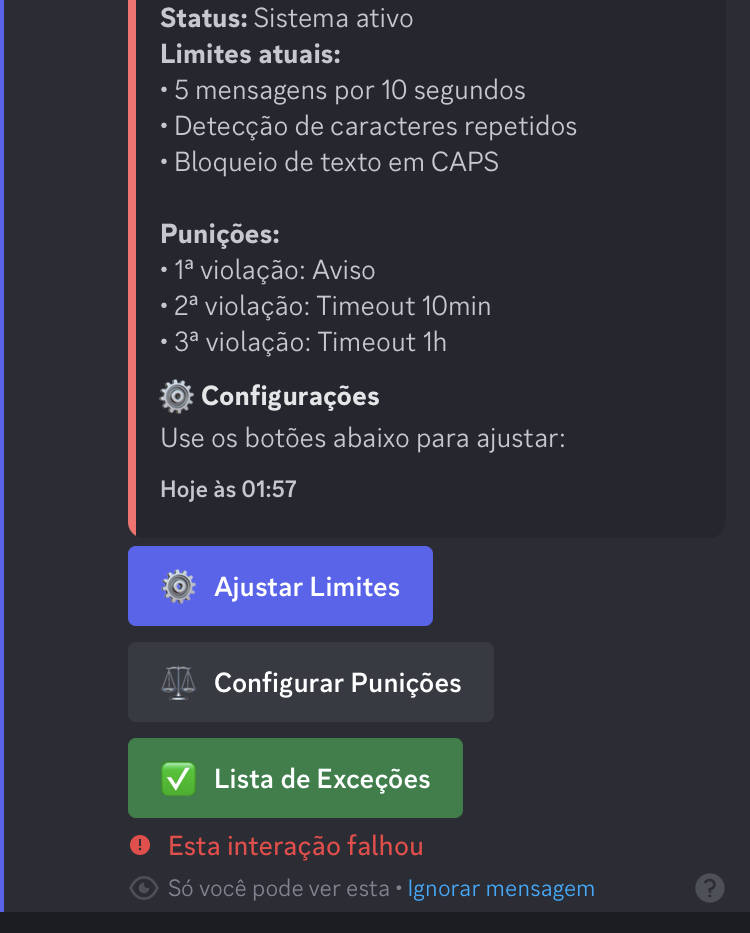 Status: Sistema ativo
Limites atuais:
• 5 mensagens por 10 segundos
• Detecção de caracteres repetidos
• Bloqueio de texto em CAPS
Punições:
• 1ª violação: Aviso
• 2ª violação: Timeout 10min
• 3ª violação: Timeout 1h
⚙️ Configurações
Use os botões abaixo para ajustar:
Hoje às 01:57
⚙️ Ajustar Limites
⚖️ Configurar Punições
✅ Lista de Exceções
Esta interação falhou
Só você pode ver esta • Ignorar mensagem